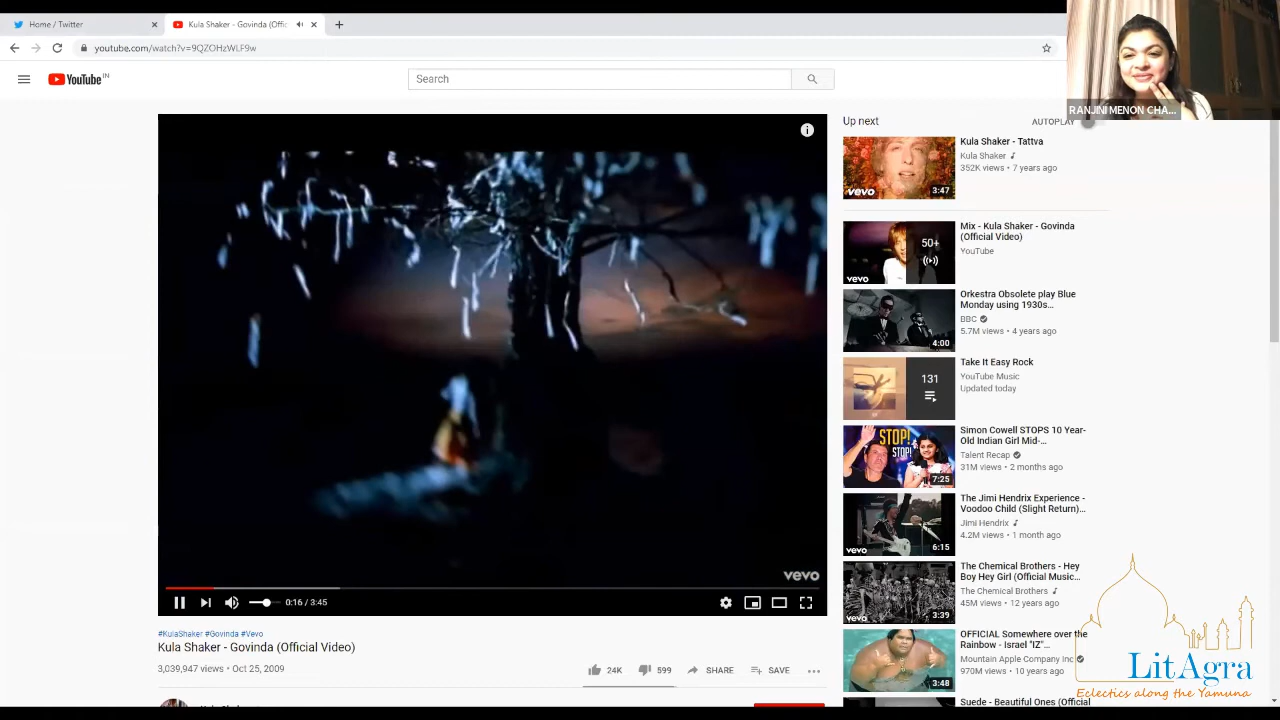 Home / Twitter
Kula Shaker - Govinda (Offic
youtube.com/watch?v=9QZOHzWLF9w
YouTube IN
Search
RANJINI MENON CHA...
Up next
AUTOPLAY
Kula Shaker - Tattva
Kula Shaker
352K views • 7 years ago
3:47
vevo
Mix - Kula Shaker - Govinda
(Official Video)
YouTube
50+
vevo
Orkestra Obsolete play Blue
Monday using 1930s...
BBC
5.7M views • 4 years ago
4:00
Take It Easy Rock
YouTube Music
Updated today
131
Simon Cowell STOPS 10 Year-
Old Indian Girl Mid-...
Talent Recap
31M views • 2 months ago
STOP!
STOP!
7:25
The Jimi Hendrix Experience -
Voodoo Child (Slight Return)...
Jimi Hendrix
4.2M views • 1 month ago
vevo
6:15
The Chemical Brothers - Hey
Boy Hey Girl (Official Music...
The Chemical Brothers
45M views • 12 years ago
vevo
3:39
OFFICIAL Somewhere over the
Rainbow - Israel "IZ"...
Mountain Apple Company Inc
970M views • 10 years ago
3:48
Suede - Beautiful Ones (Official
vevo
0:16 / 3:45
#KulaShaker #Govinda #Vevo
Kula Shaker - Govinda (Official Video)
3,039,947 views • Oct 25, 2009
24K
599
SHARE
SAVE
LitAgra
Eclectics along the Yamuna